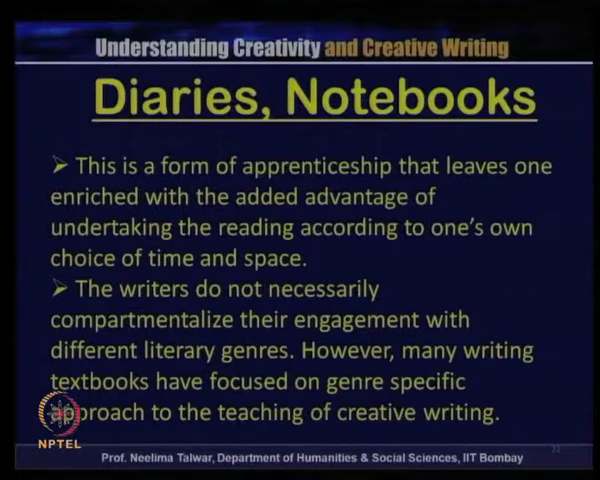 Understanding Creativity and Creative Writing
Diaries, Notebooks
➢ This is a form of apprenticeship that leaves one
enriched with the added advantage of
undertaking the reading according to one's own
choice of time and space.
➢ The writers do not necessarily
compartmentalize their engagement with
different literary genres. However, many writing
textbooks have focused on genre specific
approach to the teaching of creative writing.
NPTEL
22
Prof. Neelima Talwar, Department of Humanities & Social Sciences, IIT Bombay